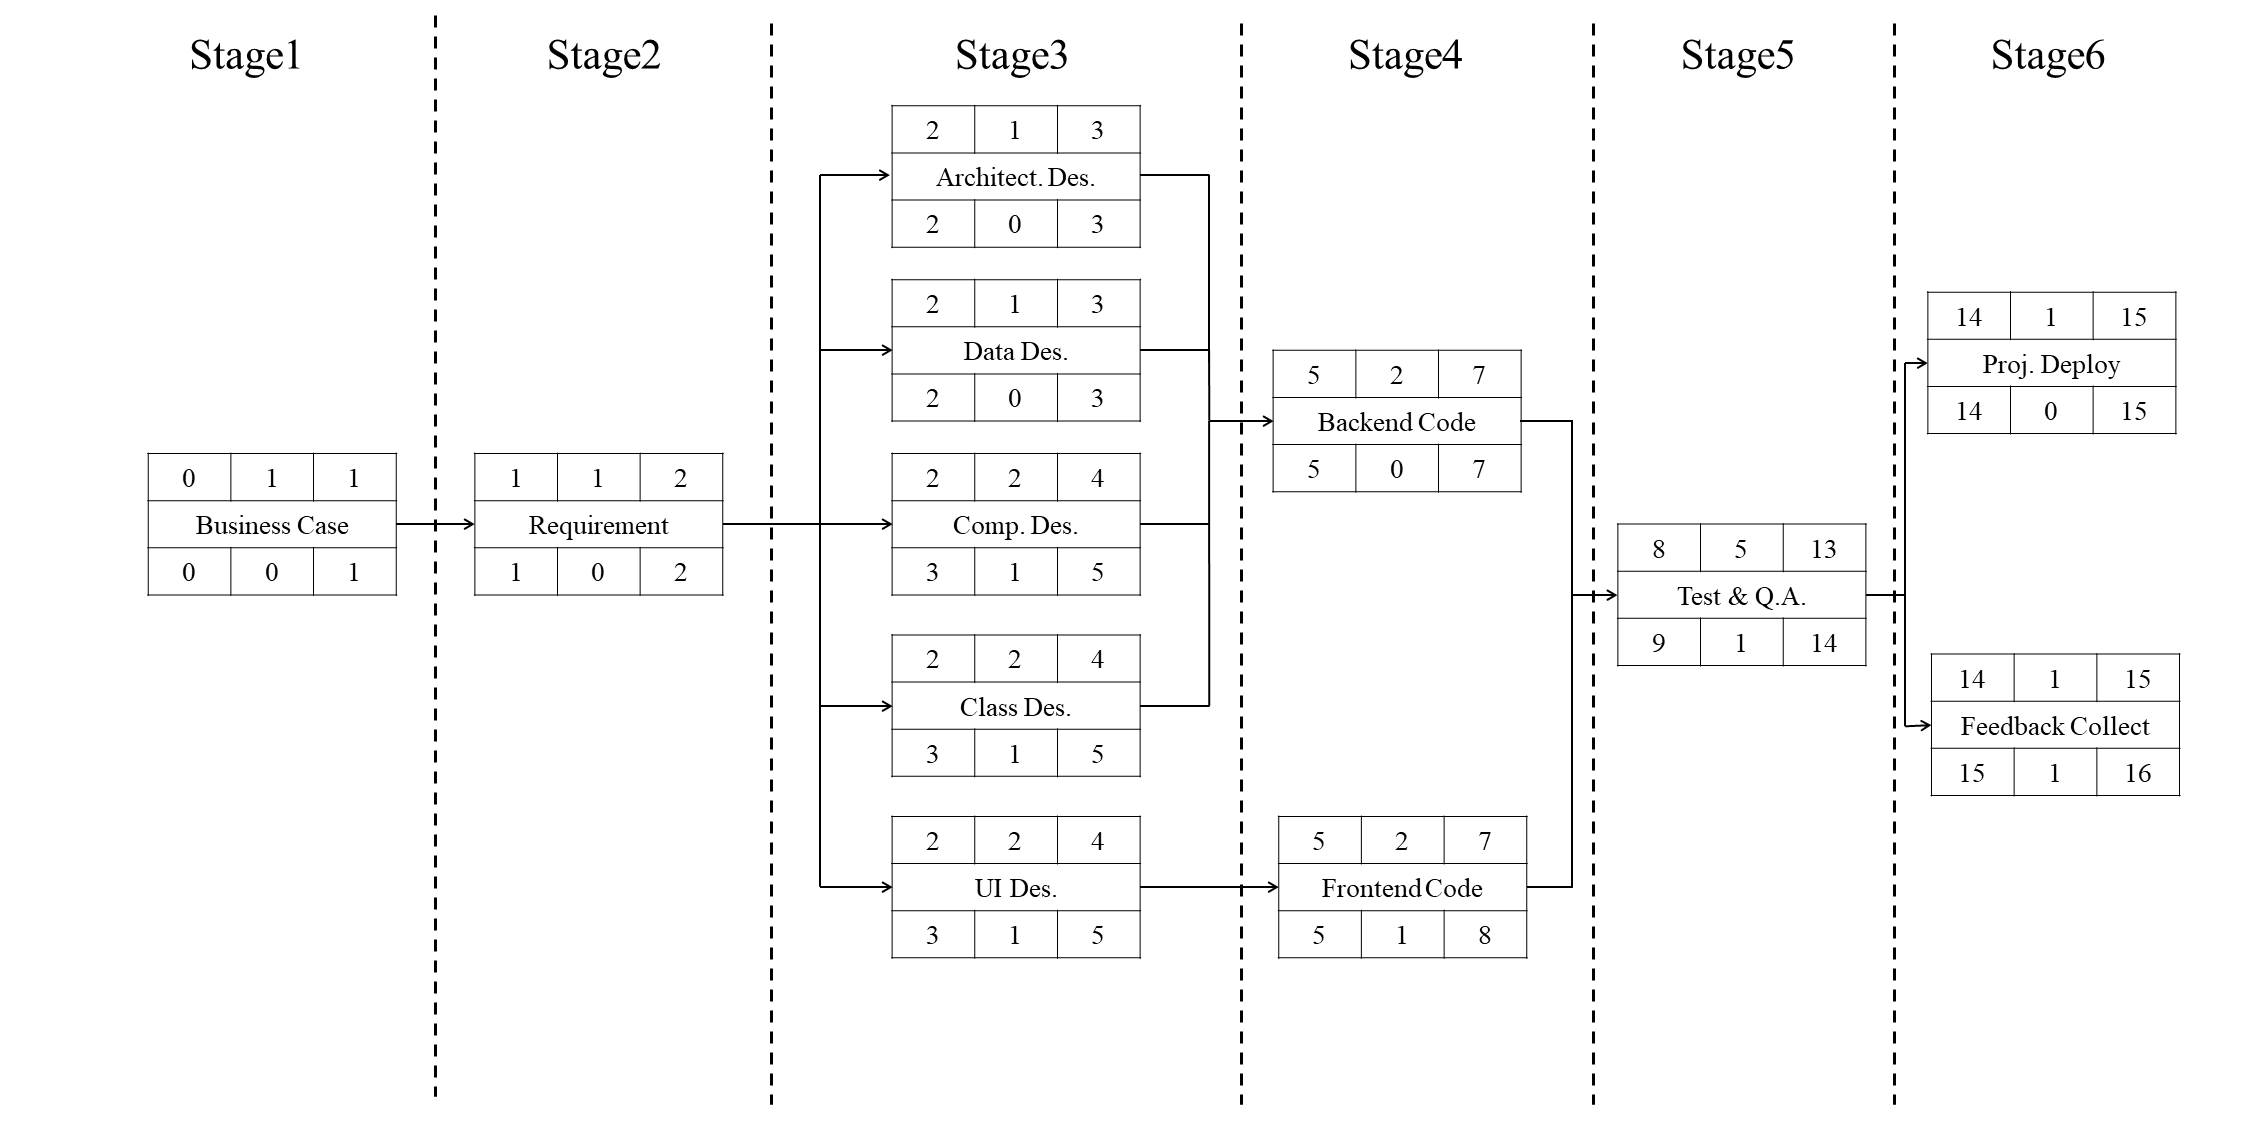 Stage1 Stage2 Stage3 Stage4 Stage5 Stage6
0 1 1
Business Case
0 0 1
1 1 2
Requirement
1 0 2
2 1 3
Architect. Des.
2 0 3
2 1 3
Data Des.
2 0 3
2 2 4
Comp. Des.
3 1 5
2 2 4
Class Des.
3 1 5
2 2 4
UI Des.
3 1 5
5 2 7
Backend Code
5 0 7
5 2 7
Frontend Code
5 1 8
8 5 13
Test & Q.A.
9 1 14
14 1 15
Proj. Deploy
14 0 15
14 1 15
Feedback Collect
15 1 16